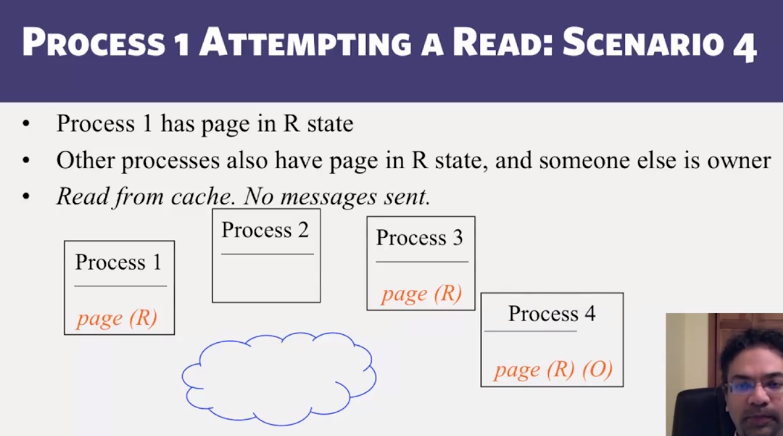 PROCESS 1 ATTEMPTING A READ: SCENARIO 4
• Process 1 has page in R state
• Other processes also have page in R state, and someone else is owner
• Read from cache. No messages sent.
Process 1
page (R)
Process 2
Process 3
page (R)
Process 4
page (R) (O)